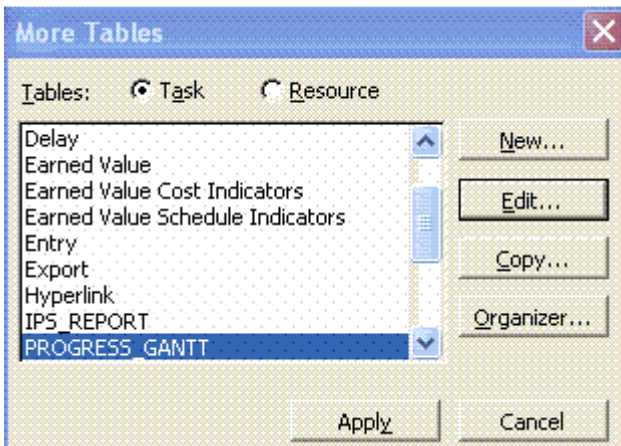 More Tables
Tables: Task Resource
Delay
Earned Value
Earned Value Cost Indicators
Earned Value Schedule Indicators
Entry
Export
Hyperlink
IPS_REPORT
PROGRESS_GANTT
New...
Edit...
Copy...
Organizer...
Apply Cancel